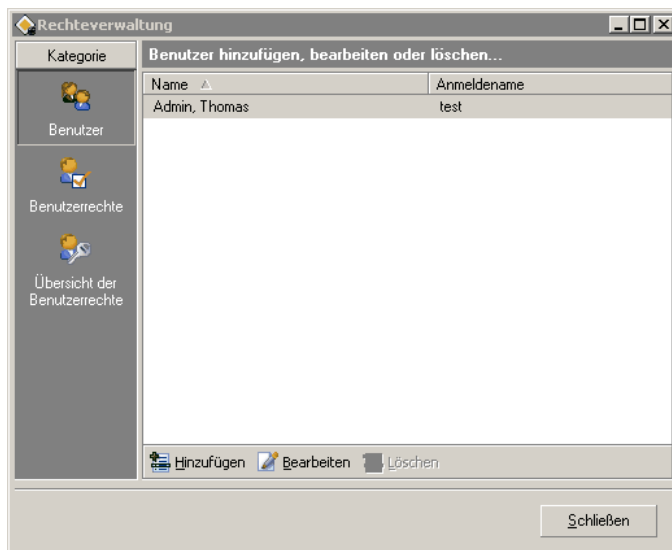 Rechteverwaltung
Kategorie
Benutzer hinzufügen, bearbeiten oder löschen...
Name
Anmeldename
Admin, Thomas
test
Benutzer
Benutzerrechte
Übersicht der
Benutzerrechte
Hinzufügen
Bearbeiten
Löschen
Schließen